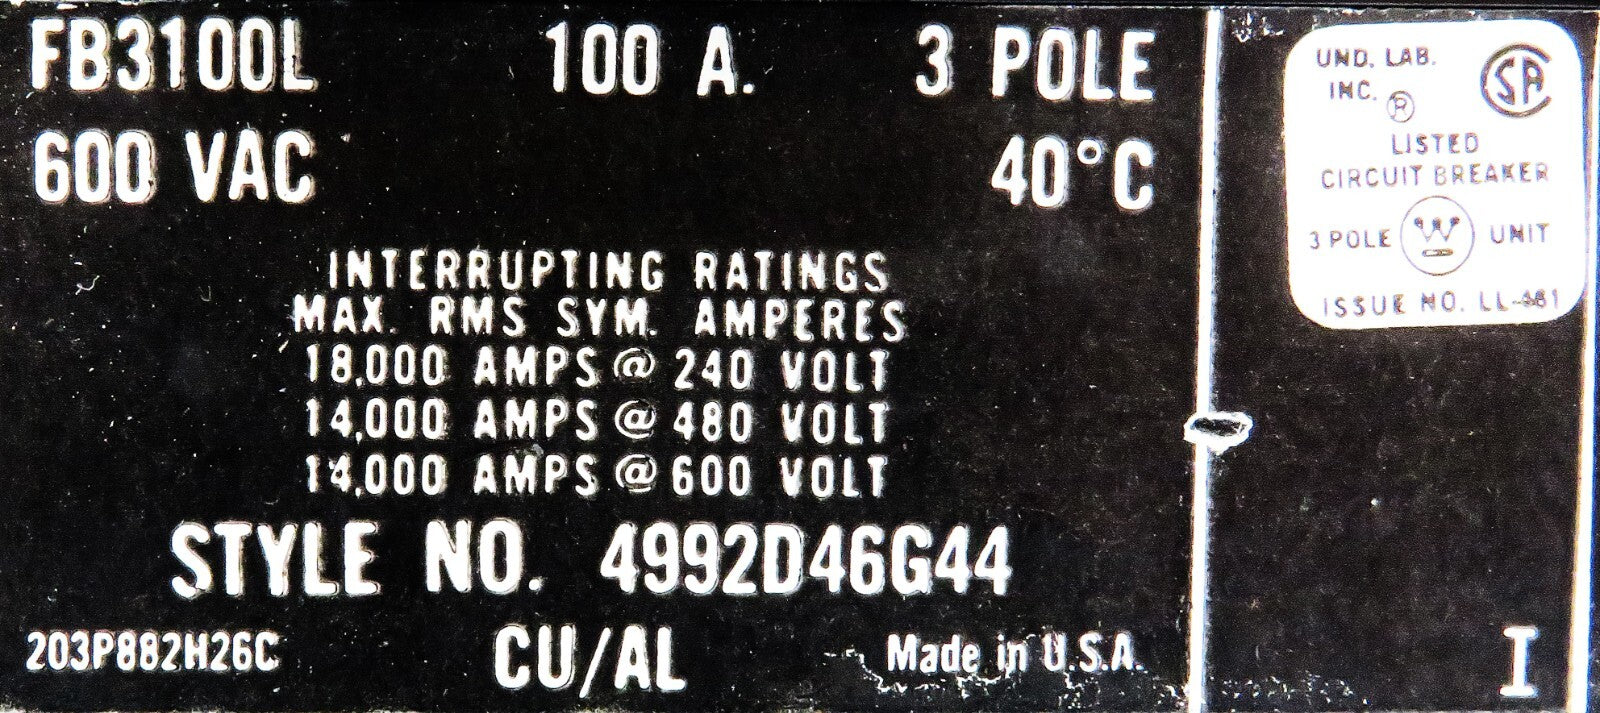 FB3100L 100 A. 3 POLE
600 VAC 40°C
INTERRUPTING RATINGS
MAX. RMS SYM. AMPERES
18,000 AMPS @ 240 VOLT
14,000 AMPS @ 480 VOLT
14,000 AMPS @ 600 VOLT
STYLE NO. 4992D46G44
203P882H26C CU/AL Made in U.S.A.
UND. LAB.
INC. ®
SA
LISTED
CIRCUIT BREAKER
3 POLE W UNIT
ISSUE NO.
I